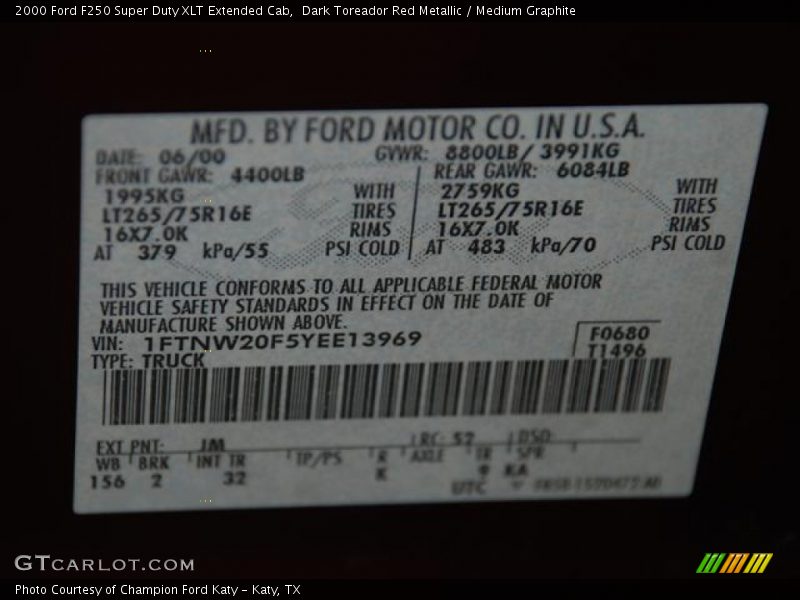 2000 Ford F250 Super Duty XLT Extended Cab,  Dark Toreador Red Metallic / Medium Graphite
MFD. BY FORD MOTOR CO. IN U.S.A.
DATE: 06/00 GVWR: 8800LB/ 3991KG
FRONT GAWR: 4400LB REAR GAWR: 6084LB
1995KG WITH 2759KG WITH
LT265/75R16E TIRES LT265/75R16E TIRES
16X7.0K RIMS 16X7.0K RIMS
AT 379 kPa/55 PSI COLD AT 483 kPa/70 PSI COLD
THIS VEHICLE CONFORMS TO ALL APPLICABLE FEDERAL MOTOR
VEHICLE SAFETY STANDARDS IN EFFECT ON THE DATE OF
MANUFACTURE SHOWN ABOVE.
VIN: 1FTNW20F5YEE13969 F0680
TYPE: TRUCK T1496
EXT PNT: JM RC: 52 DSO:
WB BRK INT TR TP/PS R AXLE TR SPR
156 2 32 K 9 KA
UTC
GTCARLOT.COM
Photo Courtesy of Champion Ford Katy - Katy, TX